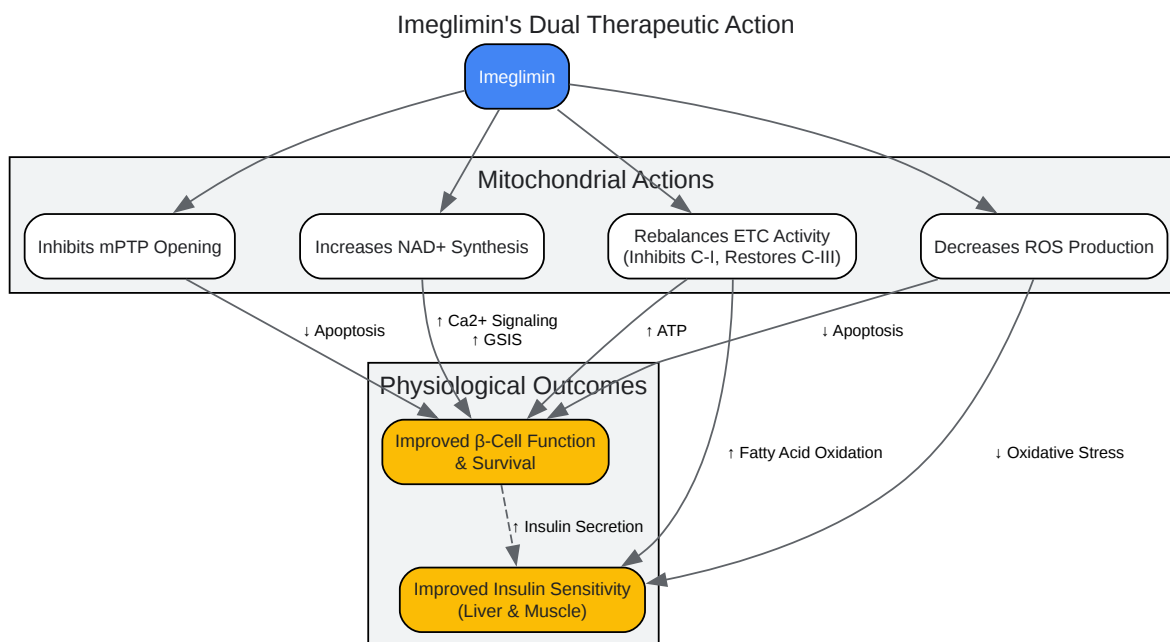 Imeglimin's Dual Therapeutic Action
Imeglimin
Mitochondrial Actions
Inhibits mPTP Opening
Increases NAD+ Synthesis
Rebalances ETC Activity
(Inhibits C-I, Restores C-III)
Decreases ROS Production
↓ Apoptosis
↑ Ca2+ Signaling
↑ GSIS
↑ ATP
↓ Apoptosis
Physiological Outcomes
Improved β-Cell Function
& Survival
↑ Fatty Acid Oxidation
↓ Oxidative Stress
↑ Insulin Secretion
Improved Insulin Sensitivity
(Liver & Muscle)